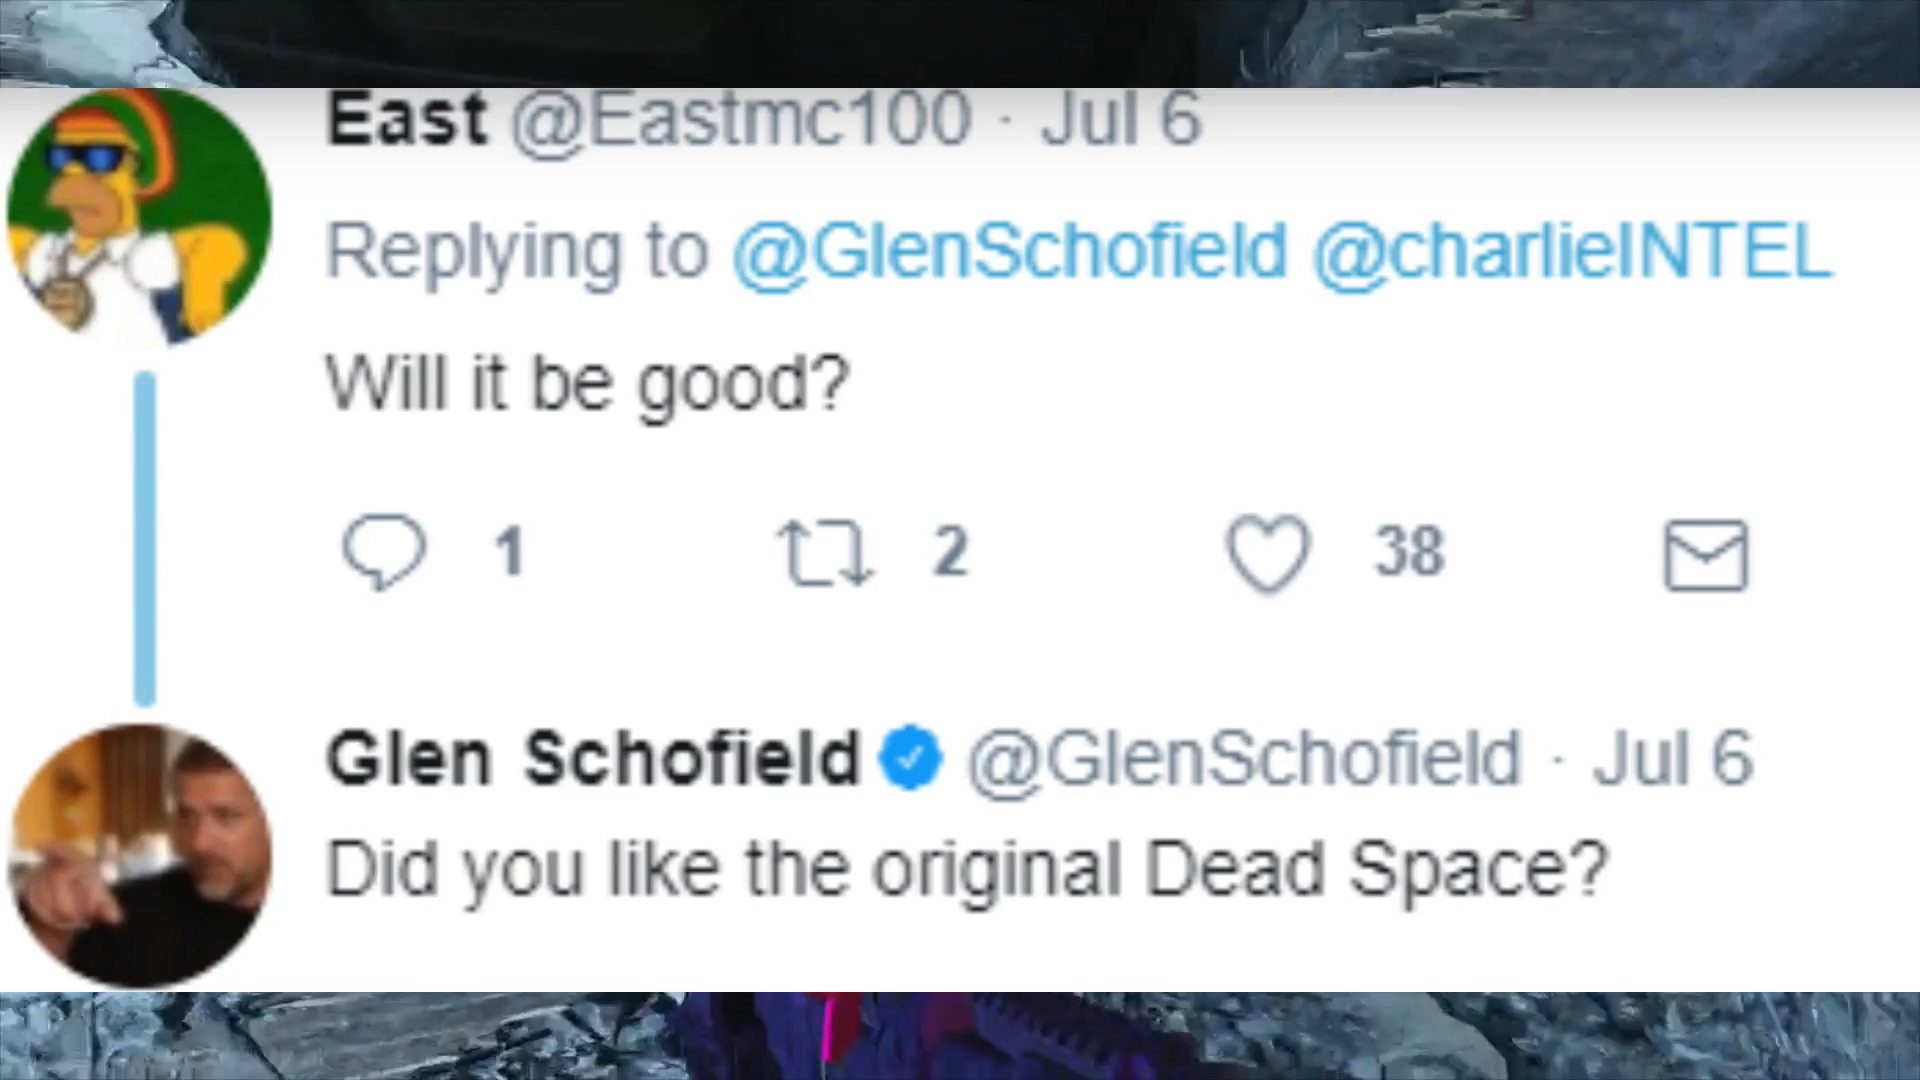 East @Eastmc100 · Jul 6
Replying to @GlenSchofield @charlieINTEL
Will it be good?
1 2 38
Glen Schofield @GlenSchofield · Jul 6
Did you like the original Dead Space?